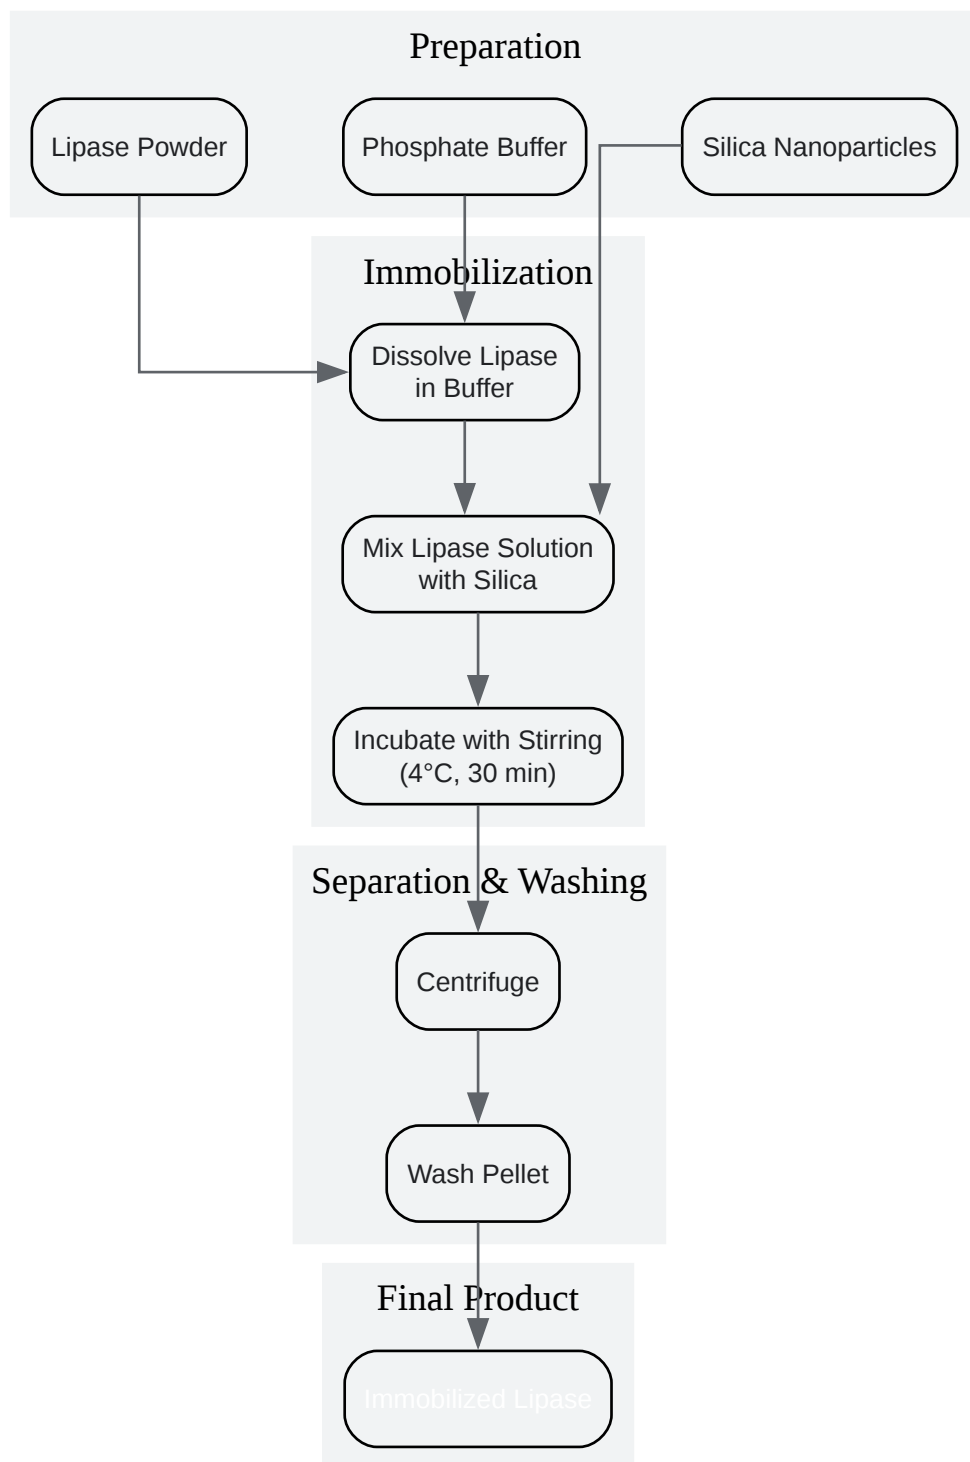 Preparation
Lipase Powder
Phosphate Buffer
Silica Nanoparticles
Immobilization
Dissolve Lipase
in Buffer
Mix Lipase Solution
with Silica
Incubate with Stirring
(4°C, 30 min)
Separation & Washing
Centrifuge
Wash Pellet
Final Product
Immobilized Lipase